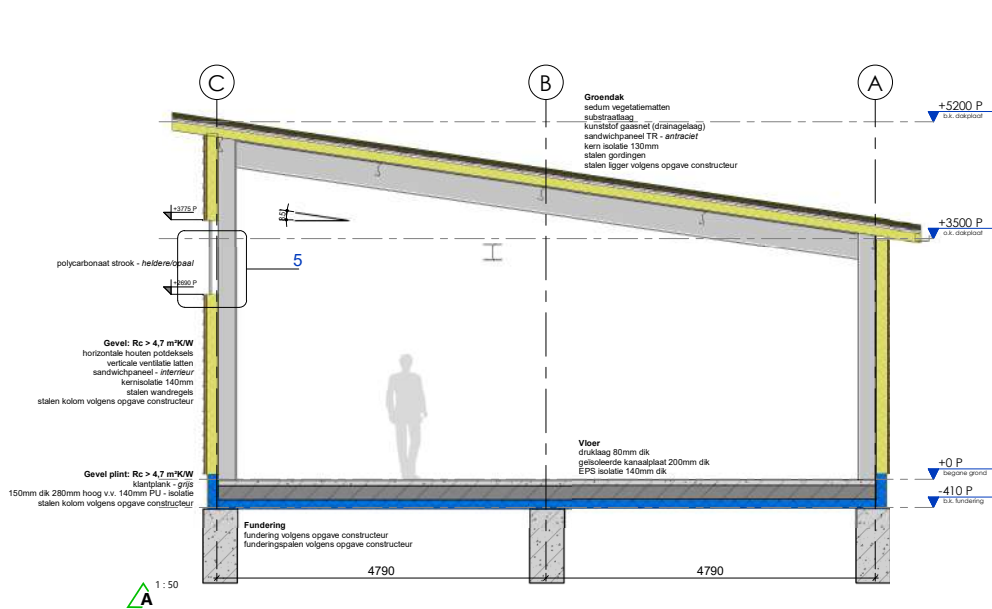 C
B
A
Groendak
sedum vegetatiematten
substraatlaag
kunststof gaasnet (drainagelaag)
sandwichpaneel TR - antraciet
kern isolatie 130mm
stalen gordingen
stalen ligger volgens opgave constructeur
+5200 P
b.k. dakplaat
+3775 P
+3500 P
o.k. dakplaat
polycarbonaat strook - heldere/opaal
5
+2690 P
Gevel: Rc > 4,7 m²K/W
horizontale houten potdeksels
verticale ventilatie latten
sandwichpaneel - interieur
kernisolatie 140mm
stalen wandregels
stalen kolom volgens opgave constructeur
Vloer
druklaag 80mm dik
geïsoleerde kanaalplaat 200mm dik
EPS isolatie 140mm dik
+0 P
begane grond
-410 P
b.k. fundering
Gevel plint: Rc > 4,7 m²K/W
klantplank - grijs
150mm dik 280mm hoog v.v. 140mm PU - isolatie
stalen kolom volgens opgave constructeur
Fundering
fundering volgens opgave constructeur
funderingspalen volgens opgave constructeur
4790
4790
A
1 : 50